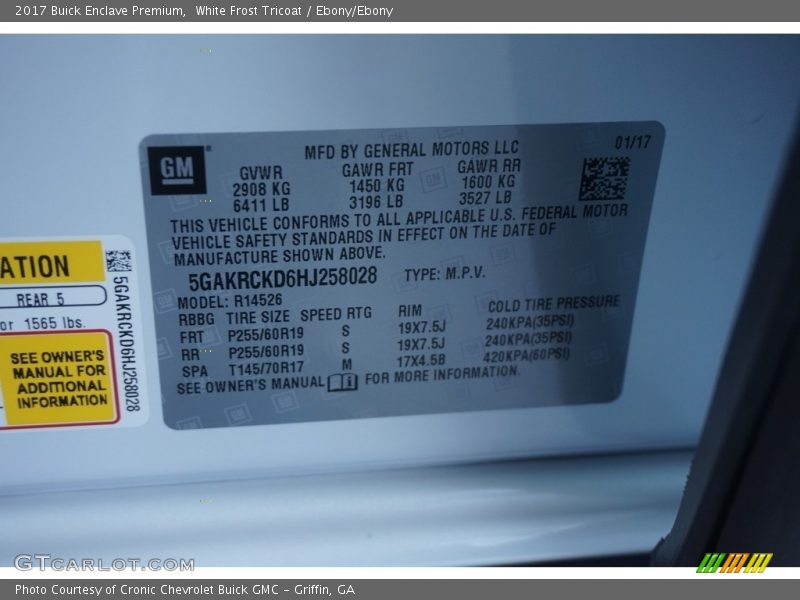 2017 Buick Enclave Premium, White Frost Tricoat / Ebony/Ebony
GM
MFD BY GENERAL MOTORS LLC
01/17
GVWR GAWR FRT GAWR RR
2908 KG 1450 KG 1600 KG
6411 LB 3196 LB 3527 LB
THIS VEHICLE CONFORMS TO ALL APPLICABLE U.S. FEDERAL MOTOR
VEHICLE SAFETY STANDARDS IN EFFECT ON THE DATE OF
MANUFACTURE SHOWN ABOVE.
5GAKRCKD6HJ258028 TYPE: M.P.V.
MODEL: R14526
RBBG TIRE SIZE SPEED RTG RIM COLD TIRE PRESSURE
FRT P255/60R19 S 19X7.5J 240KPA(35PSI)
RR P255/60R19 S 19X7.5J 240KPA(35PSI)
SPA T145/70R17 M 17X4.5B 420KPA(60PSI)
SEE OWNER'S MANUAL FOR MORE INFORMATION.
ATION
REAR 5
or 1565 lbs.
SEE OWNER'S
MANUAL FOR
ADDITIONAL
INFORMATION
5GAKRCKD6HJ258028
GTCARLOT.COM
Photo Courtesy of Cronic Chevrolet Buick GMC - Griffin, GA